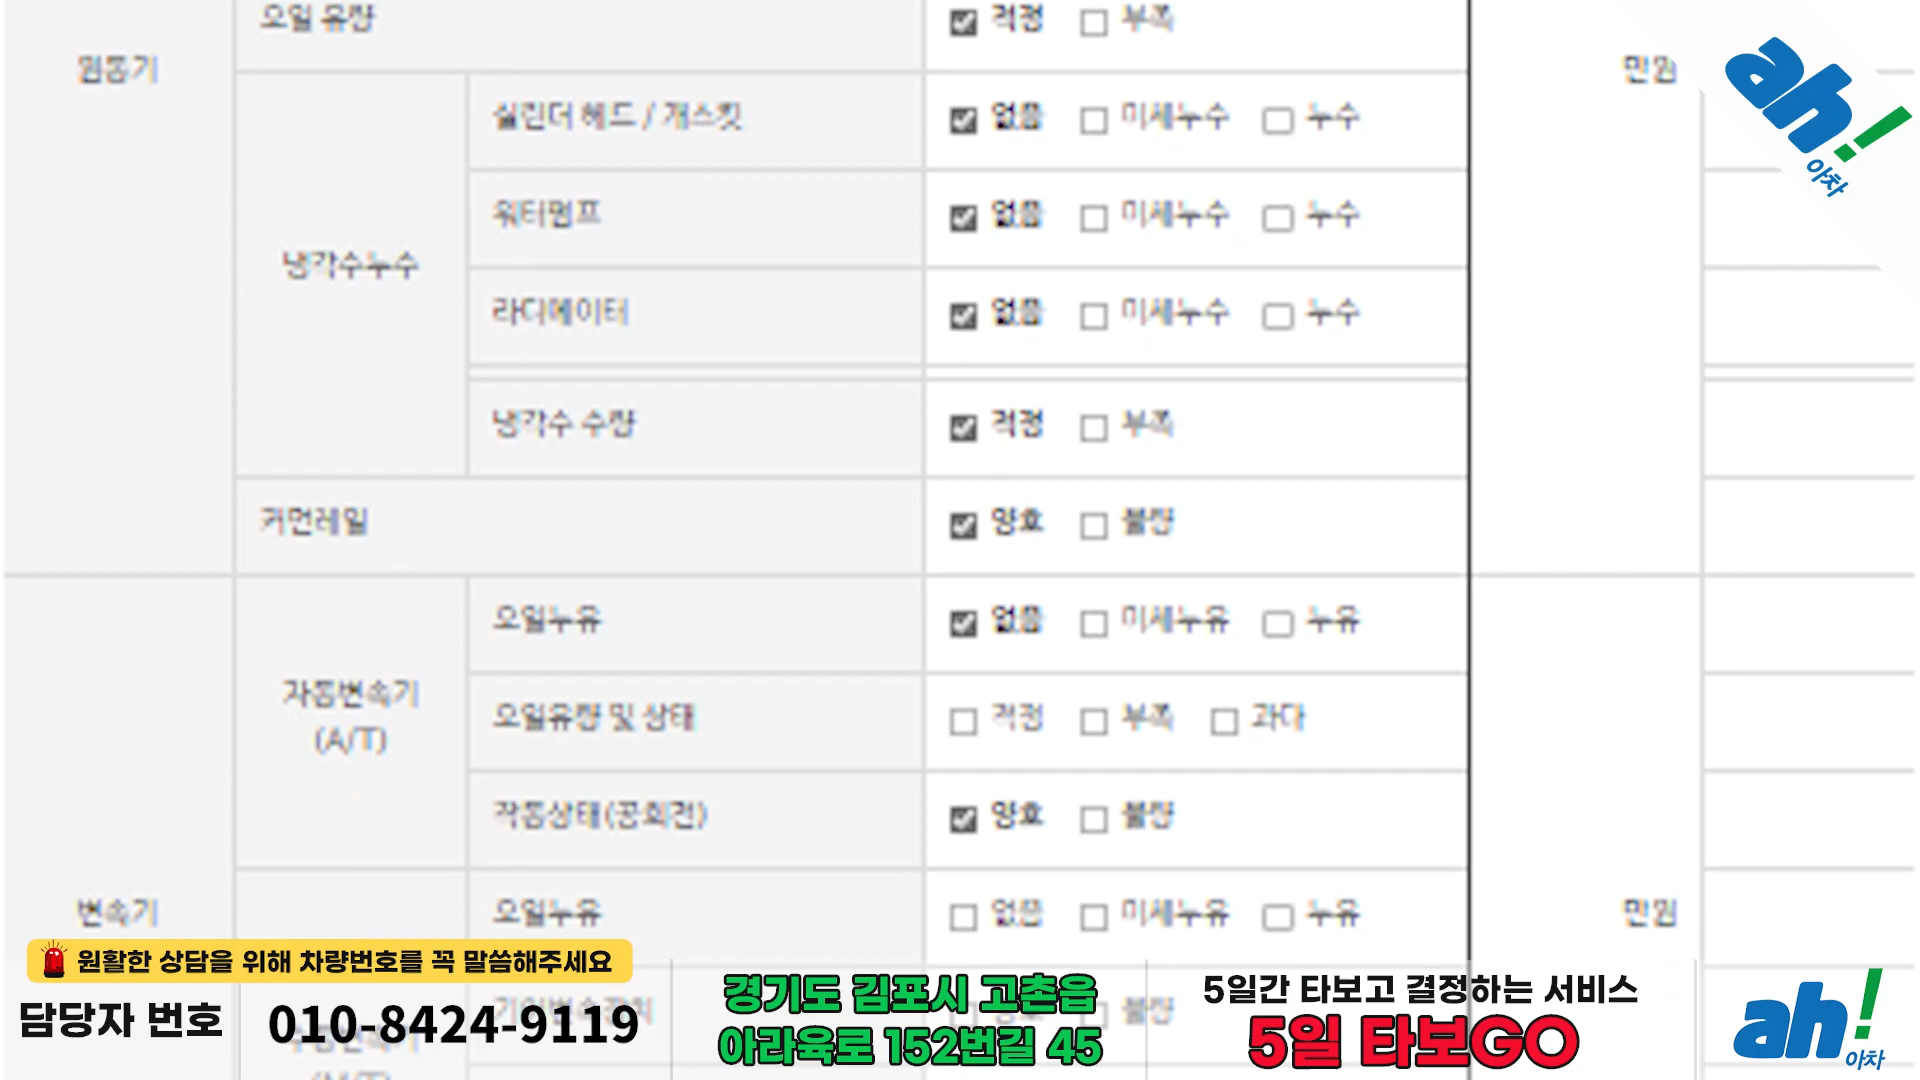 오일 유량
적정 부족
원동기
만원
실린더 헤드 / 개스킷
없음 미세누수 누수
워터펌프
없음 미세누수 누수
냉각수누수
라디에이터
없음 미세누수 누수
냉각수 수량
적정 부족
커먼레일
양호 불량
오일누유
없음 미세누유 누유
자동변속기
(A/T)
오일유량 및 상태
적정 부족 과다
작동상태(공회전)
양호 불량
변속기
오일누유
없음 미세누유 누유
만원
기어변속장치
양호 불량
(M/T)
ah!
아차
원활한 상담을 위해 차량번호를 꼭 말씀해주세요
담당자 번호
010-8424-9119
경기도 김포시 고촌읍
아라육로 152번길 45
5일간 타보고 결정하는 서비스
5일 타보GO
ah!
아차